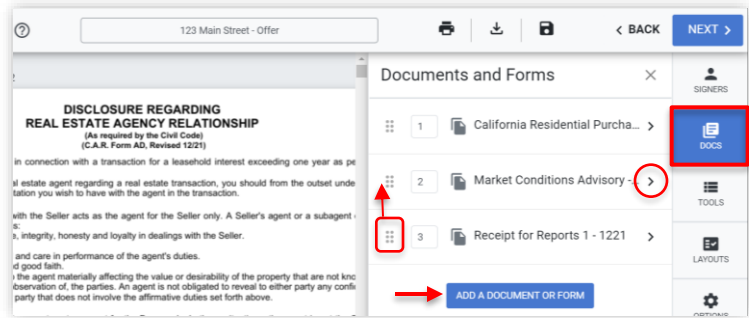 123 Main Street - Offer
BACK
NEXT
DISCLOSURE REGARDING
REAL ESTATE AGENCY RELATIONSHIP
(As required by the Civil Code)
(C.A.R. Form AD, Revised 12/21)
in connection with a transaction for a leasehold interest exceeding one year as pe
al estate agent regarding a real estate transaction, you should from the outset unde
tation you wish to have with the agent in the transaction.
with the Seller acts as the agent for the Seller only. A Seller's agent or a subagent
s:
e, integrity, honesty and loyalty in dealings with the Seller.
and care in performance of the agent's duties.
d good faith.
the agent materially affecting the value or desirability of the property that are not kno
observation of, the parties. An agent is not obligated to reveal to either party any confi
party that does not involve the affirmative duties set forth above.
Documents and Forms
1 California Residential Purcha...
2 Market Conditions Advisory -...
3 Receipt for Reports 1 - 1221
ADD A DOCUMENT OR FORM
SIGNERS
DOCS
TOOLS
LAYOUTS
OPTIONS